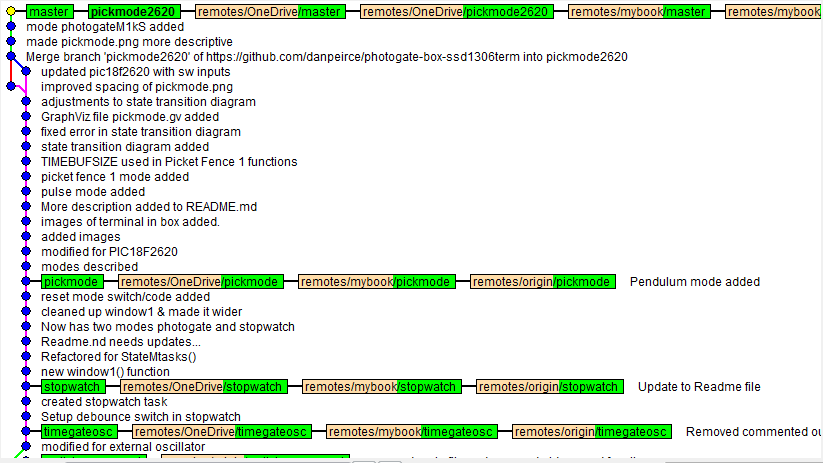 master pickmode2620 remotes/OneDrive/master remotes/OneDrive/pickmode2620 remotes/mybook/master remotes/mybook
mode photogateM1kS added
made pickmode.png more descriptive
Merge branch 'pickmode2620' of https://github.com/danpeirce/photogate-box-ssd1306term into pickmode2620
updated pic18f2620 with sw inputs
improved spacing of pickmode.png
adjustments to state transition diagram
GraphViz file pickmode.gv added
fixed error in state transition diagram
state transition diagram added
TIMEBUFSIZE used in Picket Fence 1 functions
picket fence 1 mode added
pulse mode added
More description added to README.md
images of terminal in box added.
added images
modified for PIC18F2620
modes described
pickmode remotes/OneDrive/pickmode remotes/mybook/pickmode remotes/origin/pickmode Pendulum mode added
reset mode switch/code added
cleaned up window1 & made it wider
Now has two modes photogate and stopwatch
Readme.nd needs updates...
Refactored for StateMtasks()
new window1() function
stopwatch remotes/OneDrive/stopwatch remotes/mybook/stopwatch remotes/origin/stopwatch Update to Readme file
created stopwatch task
Setup debounce switch in stopwatch
timegateosc remotes/OneDrive/timegateosc remotes/mybook/timegateosc remotes/origin/timegateosc Removed commented ou
modified for external oscillator